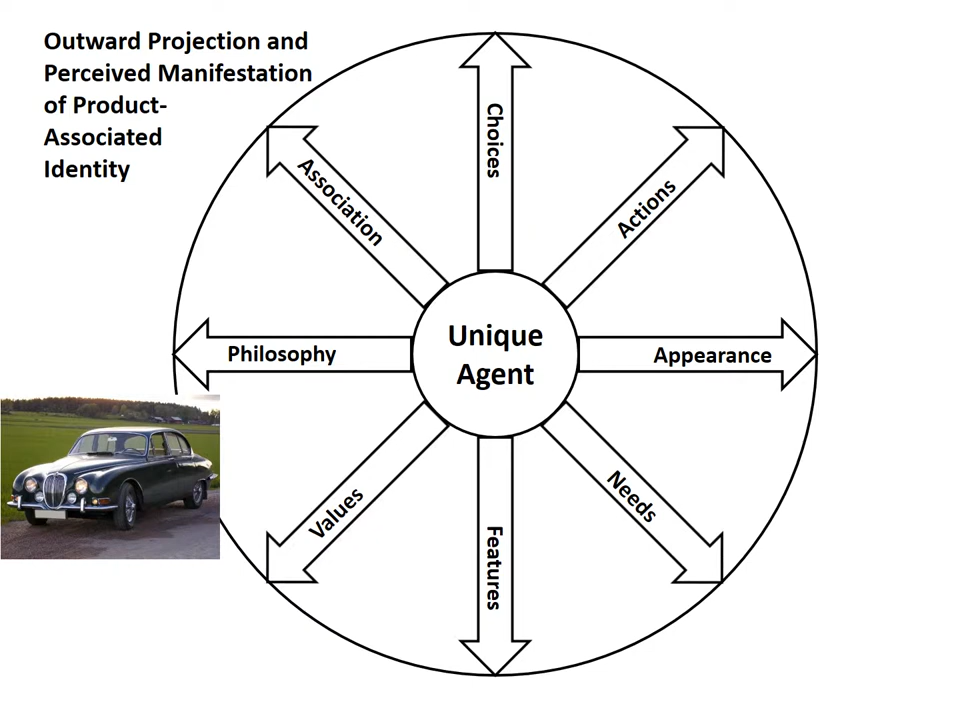 Outward Projection and
Perceived Manifestation
of Product-
Associated
Identity
Choices
Association
Actions
Unique
Agent
Philosophy
Appearance
Values
Needs
Features